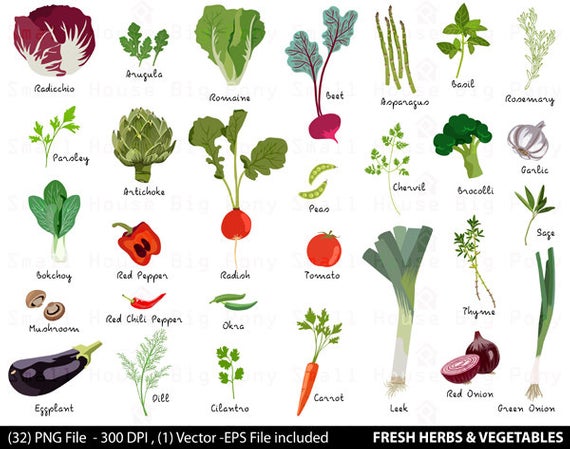 Radicchio
Arugula
Romaine
Beet
Asparagus
Basil
Rosemary
Parsley
Artichoke
Peas
Chervil
Brocolli
Garlic
Bokchoy
Red Pepper
Radish
Tomato
Sage
Mushroom
Red Chili Pepper
Okra
Thyme
Eggplant
Dill
Cilantro
Carrot
Leek
Red Onion
Green Onion
(32) PNG File - 300 DPI , (1) Vector -EPS File included
FRESH HERBS & VEGETABLES
Small House Big Pony